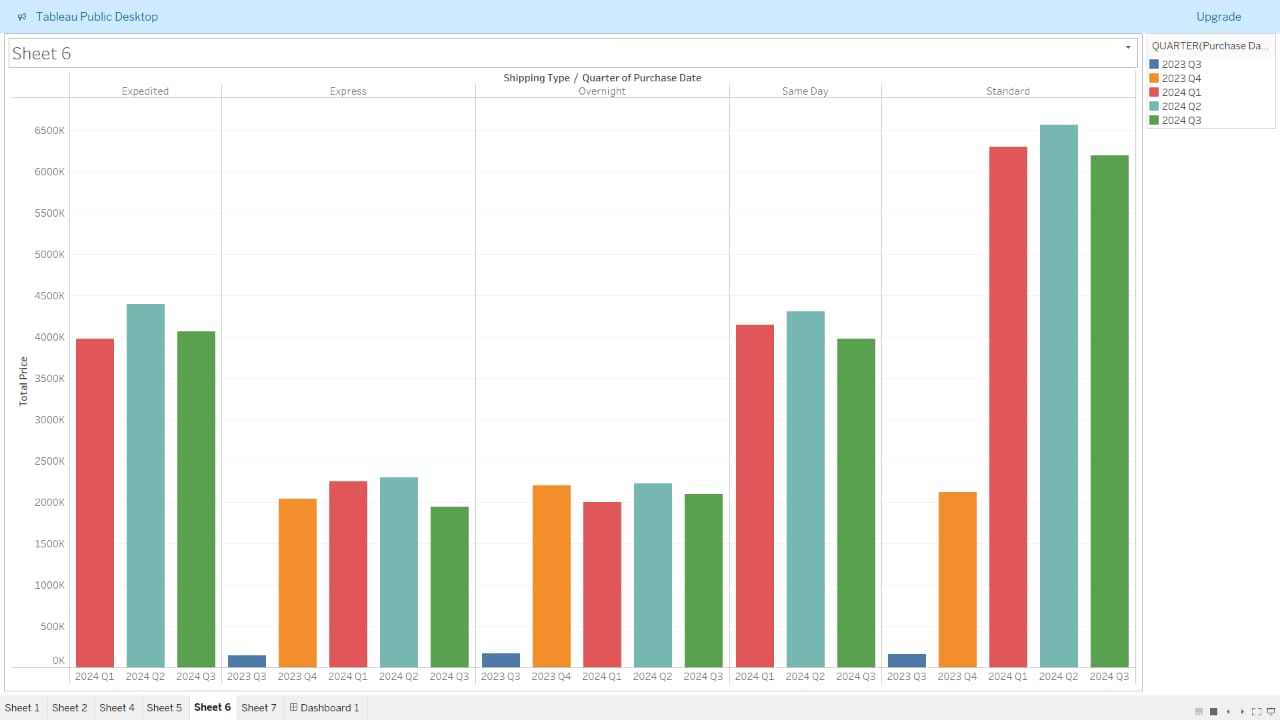 Tableau Public Desktop
Upgrade
Sheet 6
Shipping Type / Quarter of Purchase Date
Expedited Express Overnight Same Day Standard
QUARTER(Purchase Da...
2023 Q3
2023 Q4
2024 Q1
2024 Q2
2024 Q3
Total Price
6500K
6000K
5500K
5000K
4500K
4000K
3500K
3000K
2500K
2000K
1500K
1000K
500K
0K
2024 Q1 2024 Q2 2024 Q3 2023 Q3 2023 Q4 2024 Q1 2024 Q2 2024 Q3 2023 Q3 2023 Q4 2024 Q1 2024 Q2 2024 Q3 2024 Q1 2024 Q2 2024 Q3 2023 Q3 2023 Q4 2024 Q1 2024 Q2 2024 Q3
Sheet 1 Sheet 2 Sheet 4 Sheet 5 Sheet 6 Sheet 7 Dashboard 1